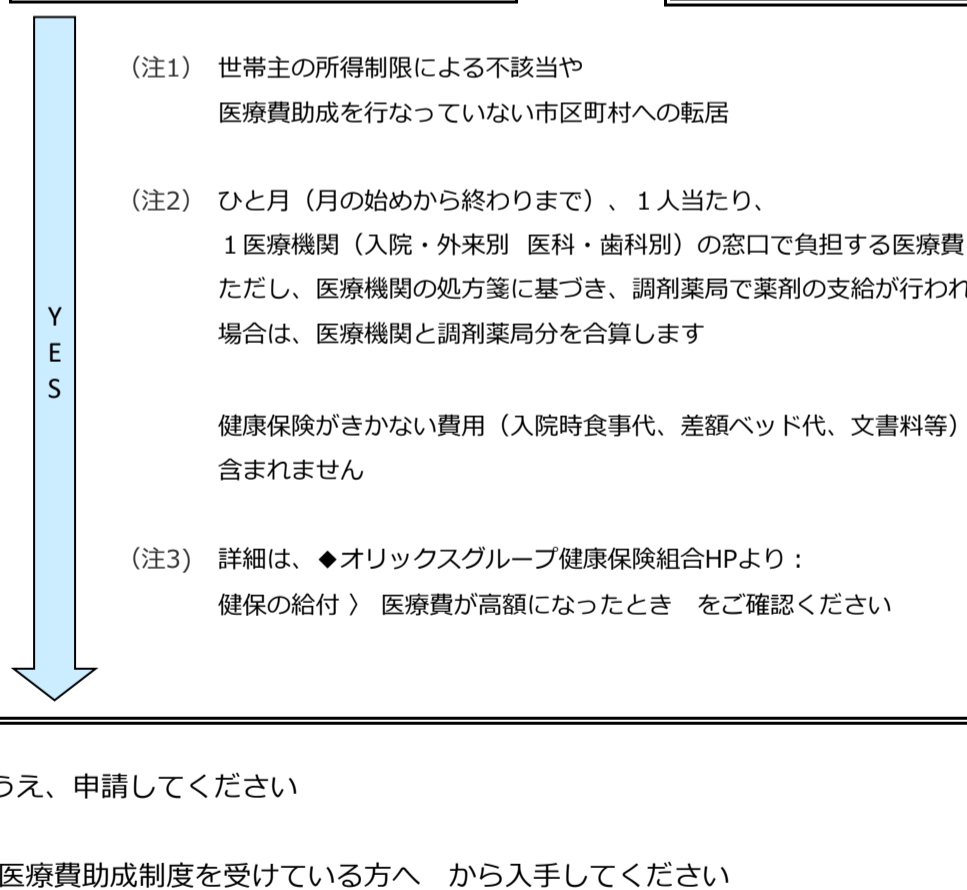 Y
E
S
（注1） 世帯主の所得制限による不該当や
医療費助成を行なっていない市区町村への転居
（注2） ひと月（月の始めから終わりまで）、１人当たり、
１医療機関（入院・外来別 医科・歯科別）の窓口で負担する医療費
ただし、医療機関の処方箋に基づき、調剤薬局で薬剤の支給が行われ
場合は、医療機関と調剤薬局分を合算します
健康保険がきかない費用（入院時食事代、差額ベッド代、文書料等）
含まれません
（注3) 詳細は、◆オリックスグループ健康保険組合HPより：
健保の給付 〉 医療費が高額になったとき　をご確認ください
うえ、申請してください
医療費助成制度を受けている方へ　から入手してください